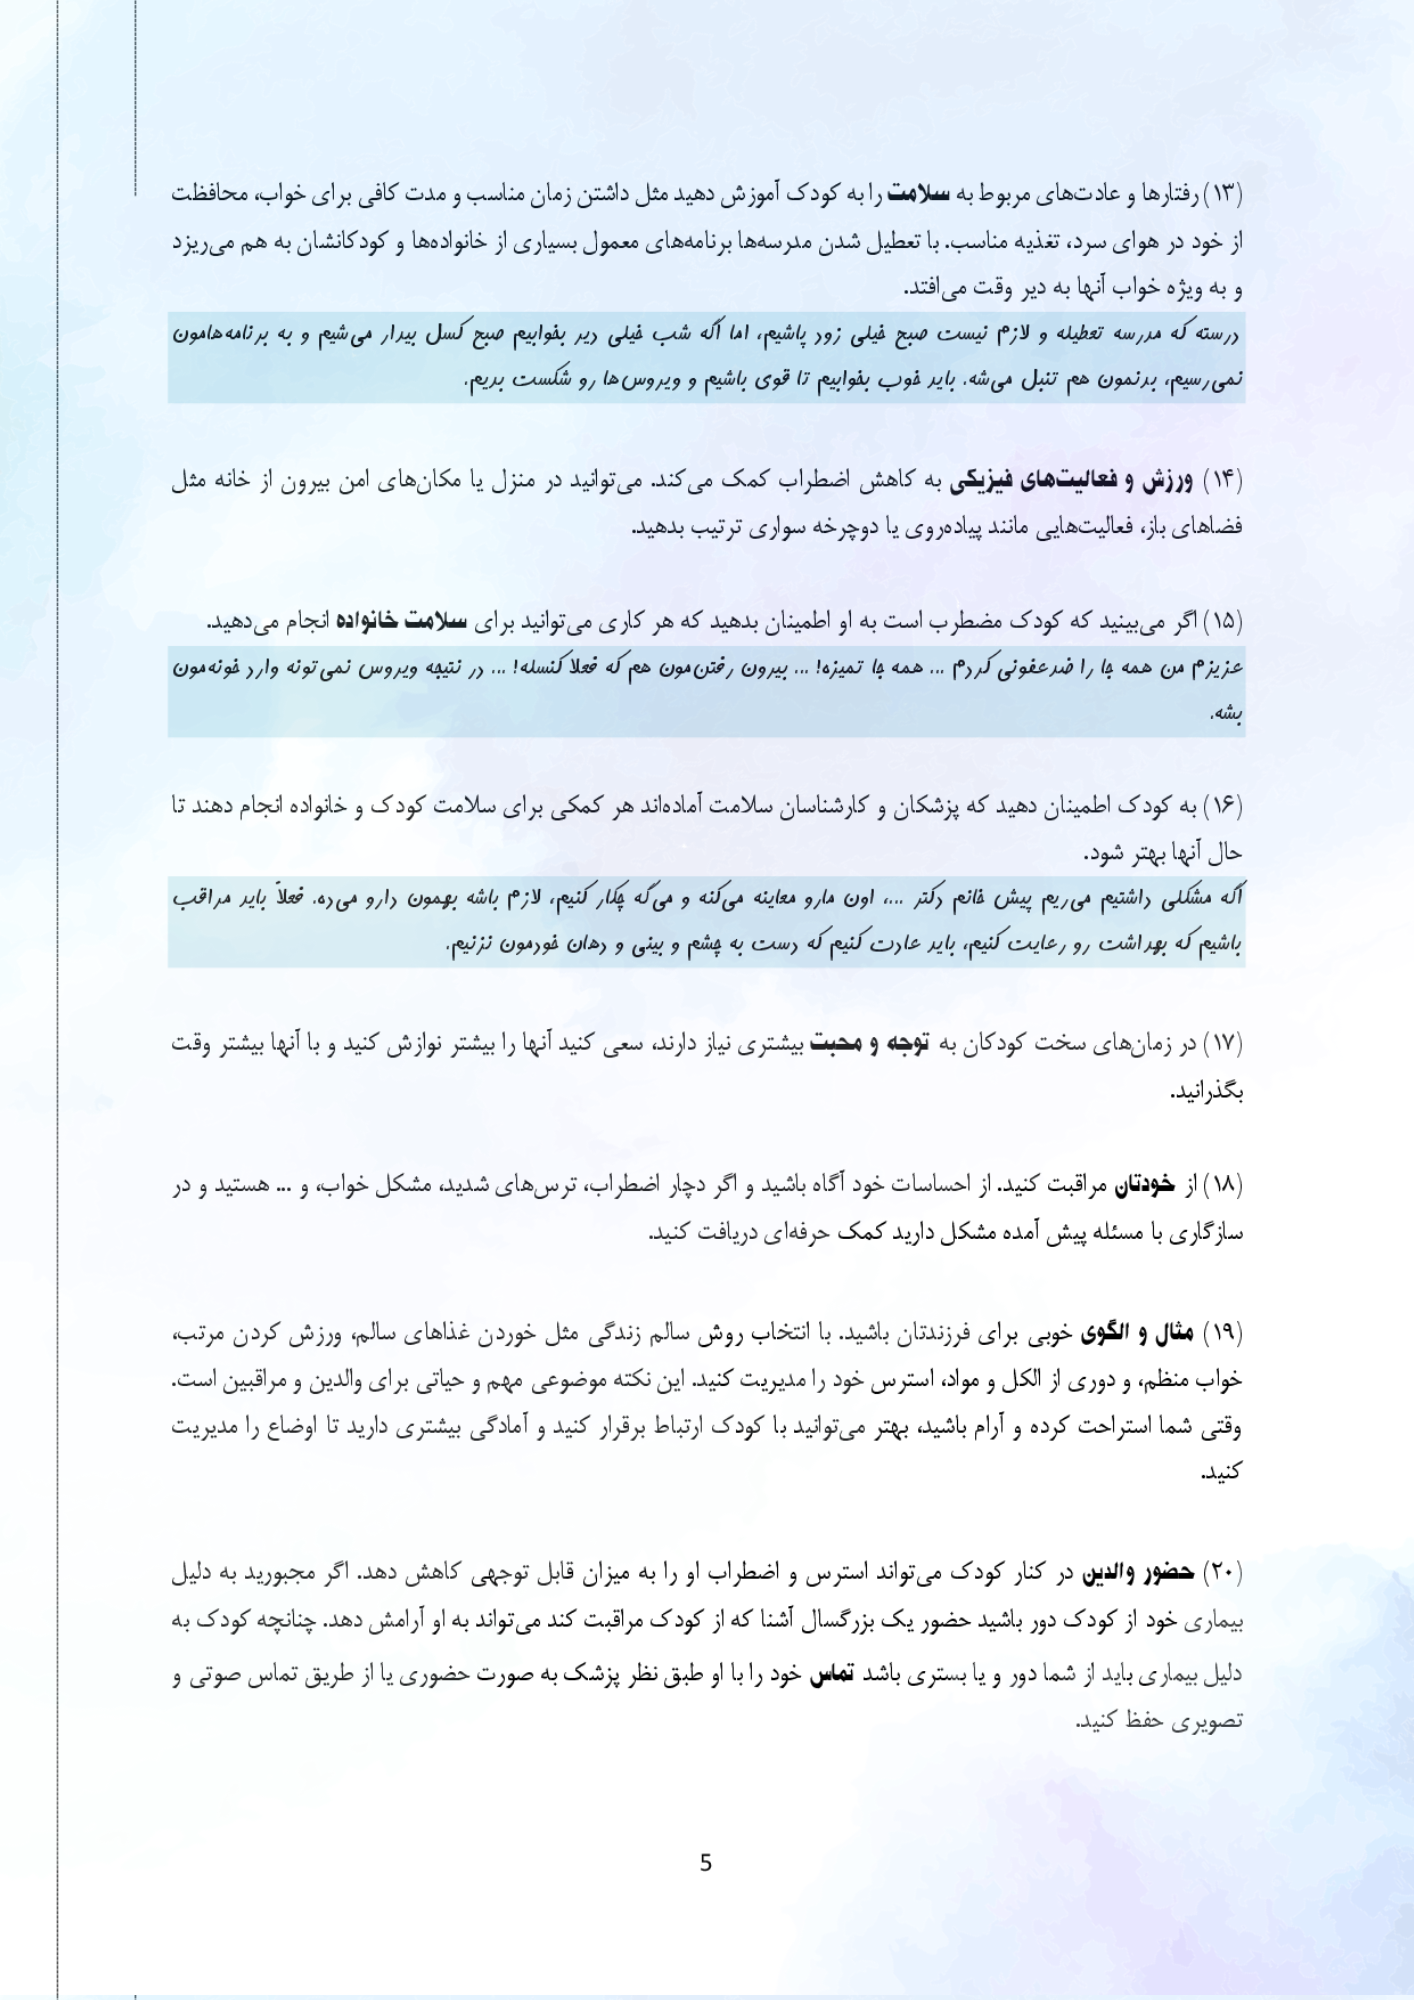 (۱۳) رفتارها و عادت‌های مربوط به سلامت را به کودک آموزش دهید مثل داشتن زمان مناسب و مدت کافی برای خواب، محافظت
از خود در هوای سرد، تغذیه مناسب. با تعطیل شدن مدرسه‌ها برنامه‌های معمول بسیاری از خانواده‌ها و کودکانشان به هم می‌ریزد
و به ویژه خواب آنها به دیر وقت می‌افتد.
درسته که مدرسه تعطیله و لازم نیست صبح خیلی زود پاشیم، اما اگه شب خیلی دیر بخوابیم صبح کسل بیدار می‌شیم و به برنامه‌هامون
نمی‌رسیم، بدنمون هم تنبل می‌شه. باید خوب بخوابیم تا قوی باشیم و ویروس‌ها رو شکست بدیم.
(۱۴) ورزش و فعالیت‌های فیزیکی به کاهش اضطراب کمک می‌کند. می‌توانید در منزل یا مکان‌های امن بیرون از خانه مثل
فضاهای باز، فعالیت‌هایی مانند پیاده‌روی یا دوچرخه سواری ترتیب بدهید.
(۱۵) اگر می‌بینید که کودک مضطرب است به او اطمینان بدهید که هر کاری می‌توانید برای سلامت خانواده انجام می‌دهید.
عزیزم من همه جا را ضدعفونی کردم ... همه جا تمیزه! ... بیرون رفتن‌مون هم که فعلا کنسله! ... در نتیجه ویروس نمی‌تونه وارد خونه‌مون
بشه.
(۱۶) به کودک اطمینان دهید که پزشکان و کارشناسان سلامت آماده‌اند هر کمکی برای سلامت کودک و خانواده انجام دهند تا
حال آنها بهتر شود.
اگه مشکلی داشتیم می‌ریم پیش خانم دکتر ...، اون مارو معاینه می‌کنه و می‌گه چکار کنیم، لازم باشه بهمون دارو می‌ده. فعلاً باید مراقب
باشیم که بهداشت رو رعایت کنیم، باید عادت کنیم که دست به چشم و بینی و دهان خودمون نزنیم.
(۱۷) در زمان‌های سخت کودکان به توجه و محبت بیشتری نیاز دارند، سعی کنید آنها را بیشتر نوازش کنید و با آنها بیشتر وقت
بگذرانید.
(۱۸) از خودتان مراقبت کنید. از احساسات خود آگاه باشید و اگر دچار اضطراب، ترس‌های شدید، مشکل خواب، و ... هستید و در
سازگاری با مسئله پیش آمده مشکل دارید کمک حرفه‌ای دریافت کنید.
(۱۹) مثال و الگوی خوبی برای فرزندتان باشید. با انتخاب روش سالم زندگی مثل خوردن غذاهای سالم، ورزش کردن مرتب،
خواب منظم، و دوری از الکل و مواد، استرس خود را مدیریت کنید. این نکته موضوعی مهم و حیاتی برای والدین و مراقبین است.
وقتی شما استراحت کرده و آرام باشید، بهتر می‌توانید با کودک ارتباط برقرار کنید و آمادگی بیشتری دارید تا اوضاع را مدیریت
کنید.
(۲۰) حضور والدین در کنار کودک می‌تواند استرس و اضطراب او را به میزان قابل توجهی کاهش دهد. اگر مجبورید به دلیل
بیماری خود از کودک دور باشید حضور یک بزرگسال آشنا که از کودک مراقبت کند می‌تواند به او آرامش دهد. چنانچه کودک به
دلیل بیماری باید از شما دور و یا بستری باشد تماس خود را با او طبق نظر پزشک به صورت حضوری یا از طریق تماس صوتی و
تصویری حفظ کنید.
5